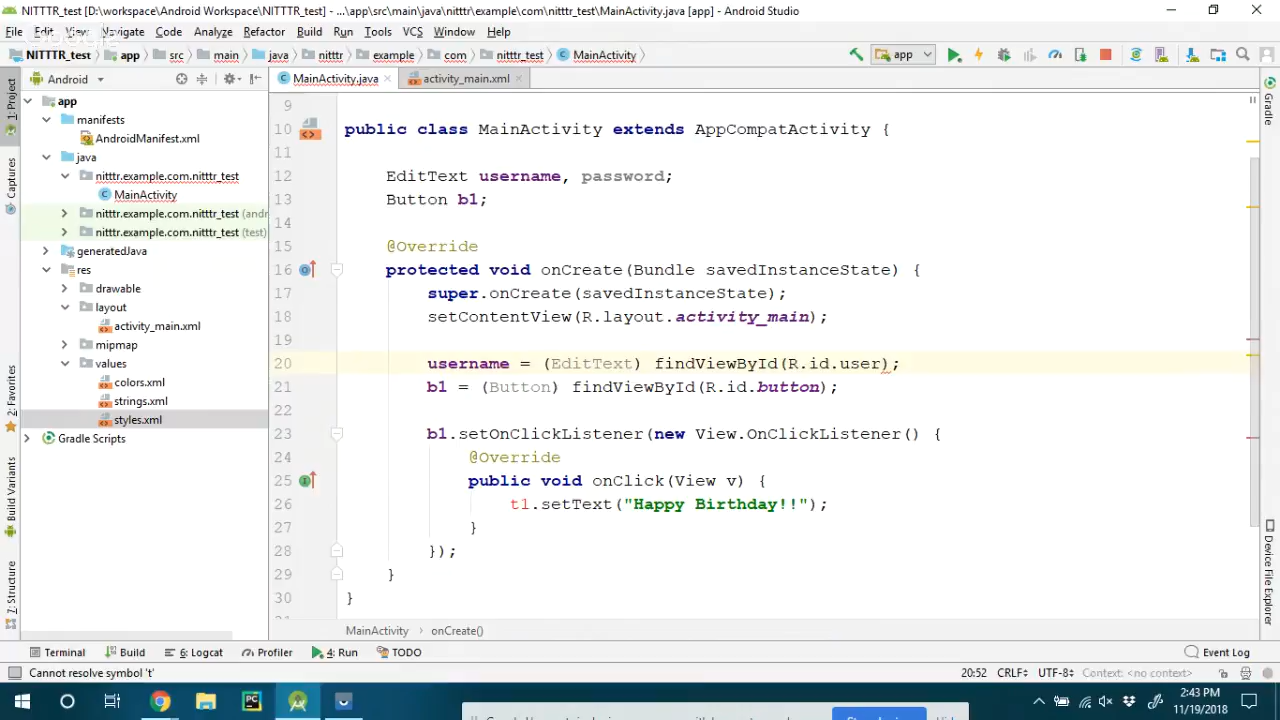 NITTTR_test [D:\workspace\Android Workspace\NITTTR_test] - ...\app\src\main\java\nitttr\example\com\nitttr_test\MainActivity.java [app] - Android Studio
File Edit View Navigate Code Analyze Refactor Build Run Tools VCS Window Help
NITTTR_test app src main java nitttr example com nitttr_test MainActivity app
Android MainActivity.java activity_main.xml
1: Project
Captures
2: Favorites
Build Variants
7: Structure
app
manifests
AndroidManifest.xml
java
nitttr.example.com.nitttr_test
MainActivity
nitttr.example.com.nitttr_test (andr
nitttr.example.com.nitttr_test (test)
generatedJava
res
drawable
layout
activity_main.xml
mipmap
values
colors.xml
strings.xml
styles.xml
Gradle Scripts
9
10 public class MainActivity extends AppCompatActivity {
11
12 EditText username, password;
13 Button b1;
14
15 @Override
16 protected void onCreate(Bundle savedInstanceState) {
17 super.onCreate(savedInstanceState);
18 setContentView(R.layout.activity_main);
19
20 username = (EditText) findViewById(R.id.user);
21 b1 = (Button) findViewById(R.id.button);
22
23 b1.setOnClickListener(new View.OnClickListener() {
24 @Override
25 public void onClick(View v) {
26 t1.setText("Happy Birthday!!");
27 }
28 });
29 }
30 }
MainActivity › onCreate()
Gradle
Device File Explorer
Terminal Build 6: Logcat Profiler 4: Run TODO Event Log
Cannot resolve symbol 't' 20:52 CRLF UTF-8 Context: <no context>
2:43 PM
11/19/2018